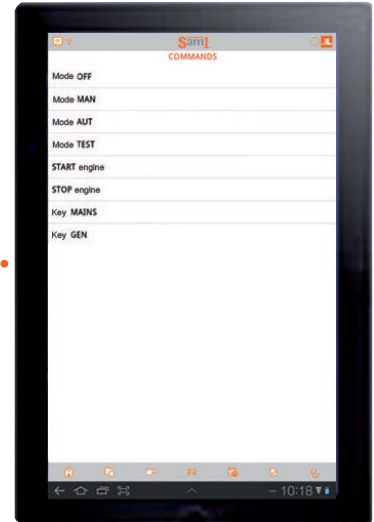 Sam1
COMMANDS
Mode OFF
Mode MAN
Mode AUT
Mode TEST
START engine
STOP engine
Key MAINS
Key GEN
10:18